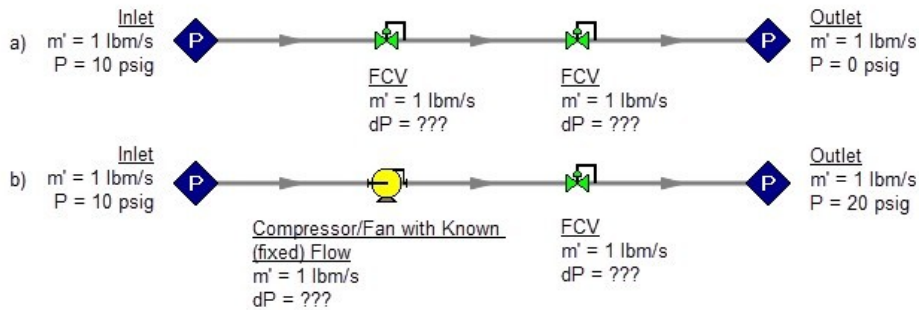 Inlet
a) m' = 1 lbm/s
P = 10 psig
P
FCV
m' = 1 lbm/s
dP = ???
FCV
m' = 1 lbm/s
dP = ???
P
Outlet
m' = 1 lbm/s
P = 0 psig
Inlet
b) m' = 1 lbm/s
P = 10 psig
P
Compressor/Fan with Known
(fixed) Flow
m' = 1 lbm/s
dP = ???
FCV
m' = 1 lbm/s
dP = ???
P
Outlet
m' = 1 lbm/s
P = 20 psig